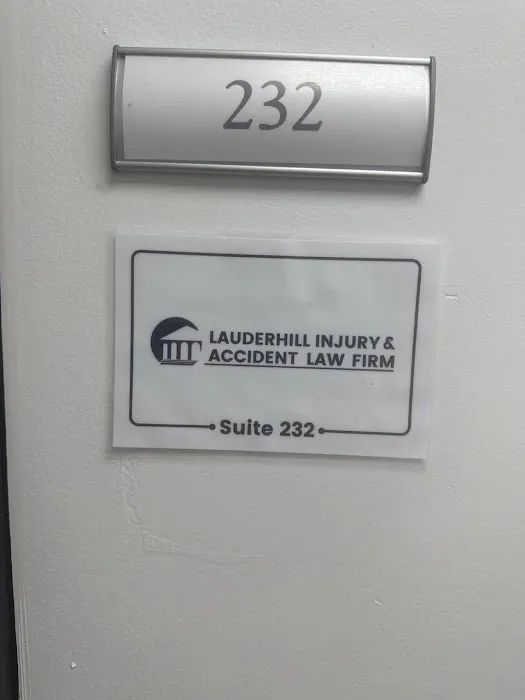 232
LAUDERHILL INJURY &
ACCIDENT LAW FIRM
Suite 232